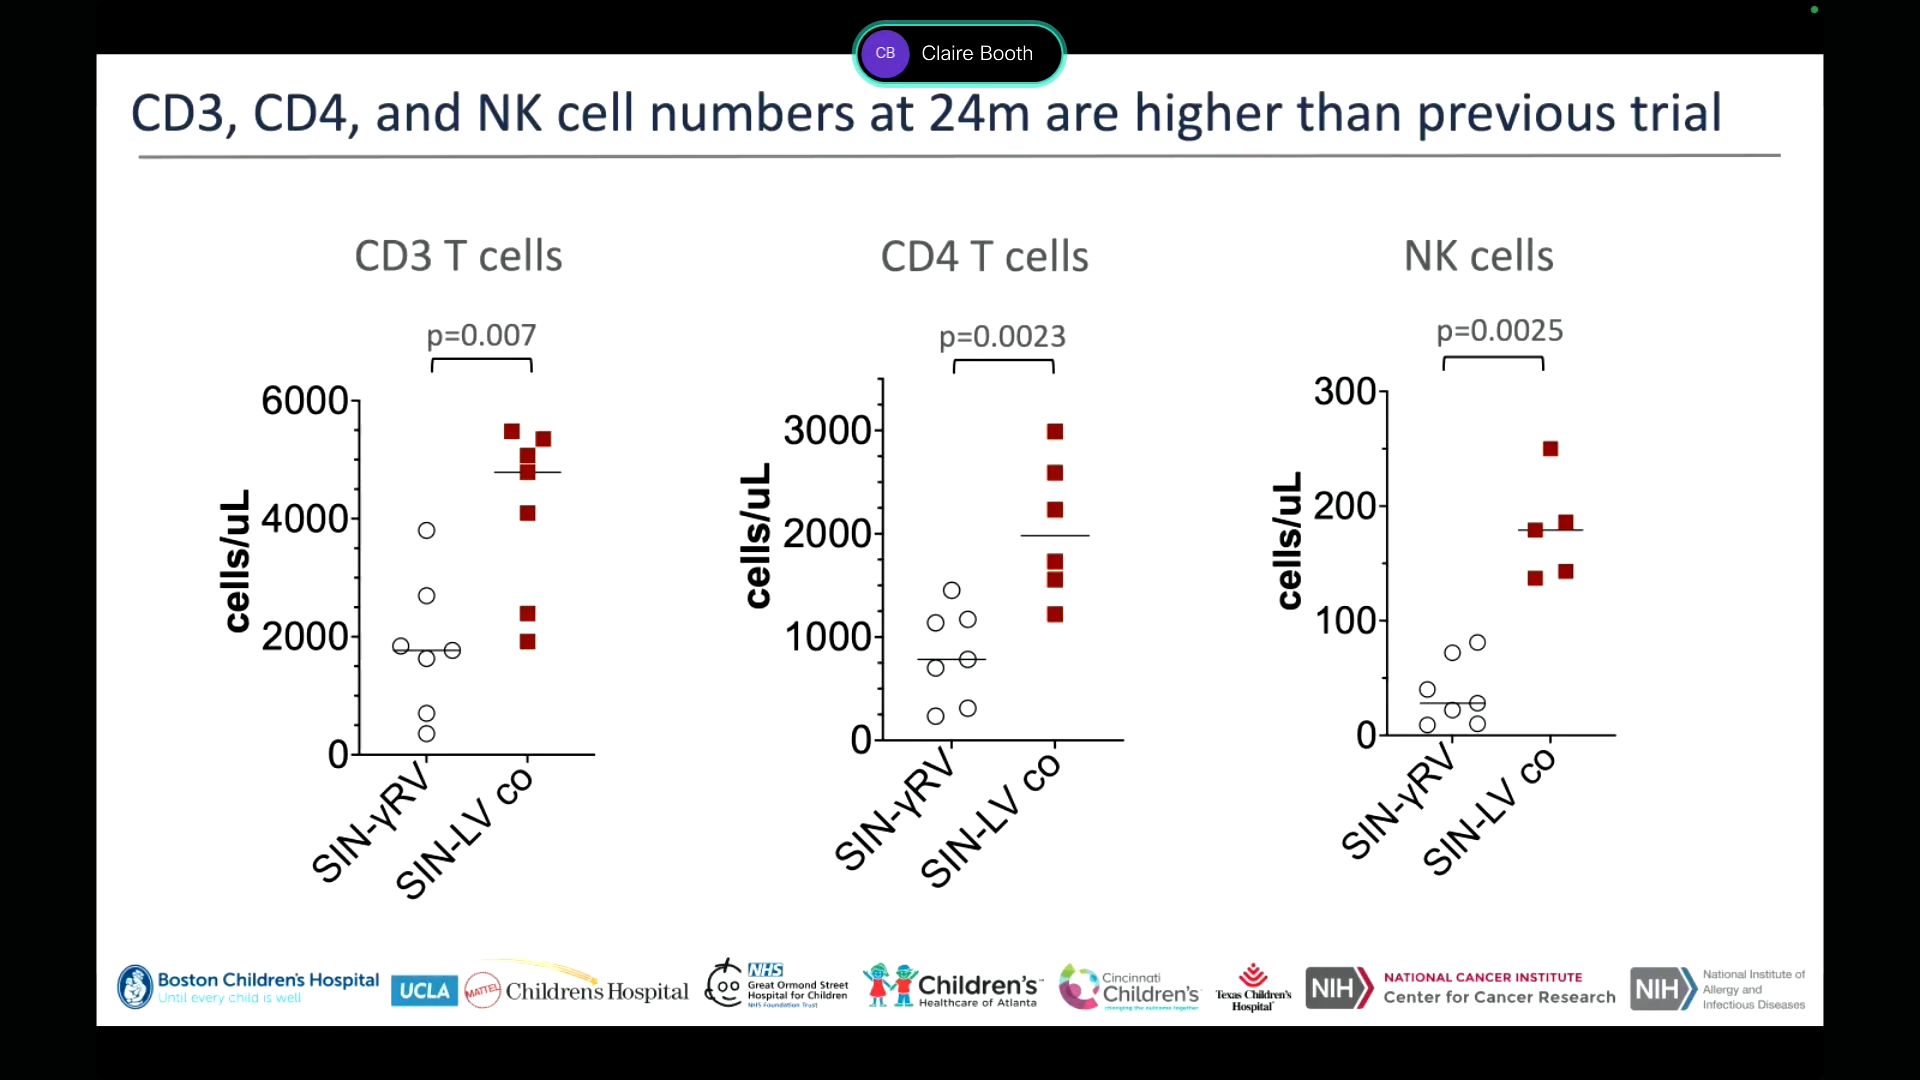 CB Claire Booth
CD3, CD4, and NK cell numbers at 24m are higher than previous trial
CD3 T cells
p=0.007
cells/uL
6000
4000
2000
0
SIN-γRV
SIN-LV co
CD4 T cells
p=0.0023
cells/uL
3000
2000
1000
0
SIN-γRV
SIN-LV co
NK cells
p=0.0025
cells/uL
300
200
100
0
SIN-γRV
SIN-LV co
Boston Children's Hospital
Until every child is well
UCLA
MATTEL
Children's Hospital
NHS
Great Ormond Street
Hospital for Children
NHS Foundation Trust
Children's™
Healthcare of Atlanta
Cincinnati
Children's
changing the outcome together
Texas Children's
Hospital
NIH
NATIONAL CANCER INSTITUTE
Center for Cancer Research
NIH
National Institute of
Allergy and
Infectious Diseases